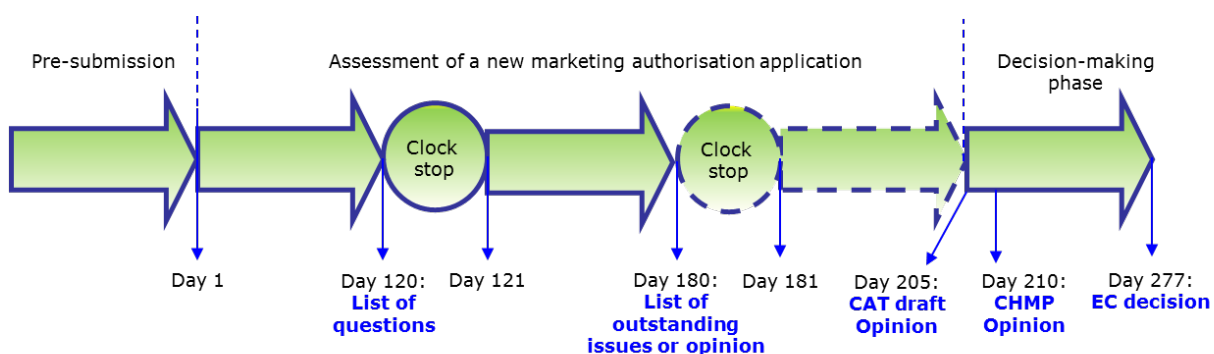 Pre-submission
Assessment of a new marketing authorisation application
Decision-making
phase
Clock
stop
Clock
stop
Day 1
Day 120:
List of
questions
Day 121
Day 180:
List of
outstanding
issues or opinion
Day 181
Day 205:
CAT draft
Opinion
Day 210:
CHMP
Opinion
Day 277:
EC decision